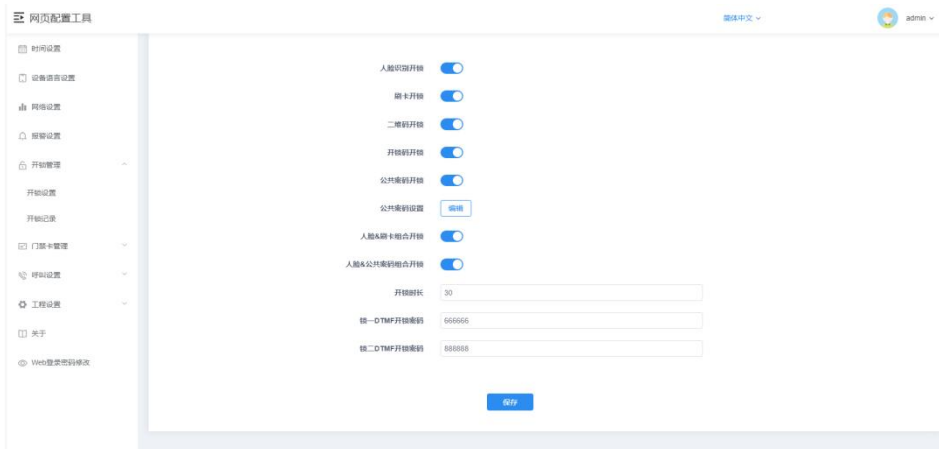 网页配置工具
简体中文
admin
时间设置
设备语言设置
网络设置
报警设置
开锁管理
开锁设置
开锁记录
门禁卡管理
呼叫设置
工程设置
关于
Web登录密码修改
人脸识别开锁
刷卡开锁
二维码开锁
开锁码开锁
公共密码开锁
公共密码设置 编辑
人脸&刷卡组合开锁
人脸&公共密码组合开锁
开锁时长 30
锁一DTMF开锁密码 666666
锁二DTMF开锁密码 888888
保存